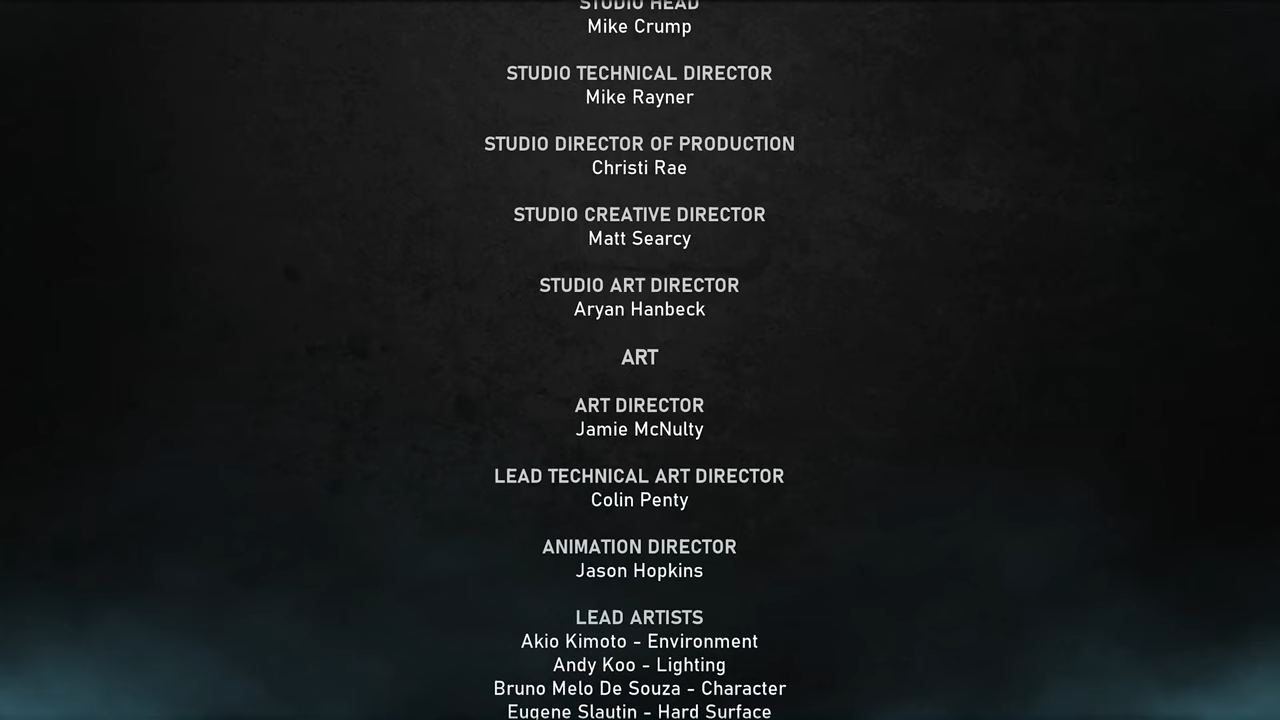 STUDIO HEAD
Mike Crump
STUDIO TECHNICAL DIRECTOR
Mike Rayner
STUDIO DIRECTOR OF PRODUCTION
Christi Rae
STUDIO CREATIVE DIRECTOR
Matt Searcy
STUDIO ART DIRECTOR
Aryan Hanbeck
ART
ART DIRECTOR
Jamie McNulty
LEAD TECHNICAL ART DIRECTOR
Colin Penty
ANIMATION DIRECTOR
Jason Hopkins
LEAD ARTISTS
Akio Kimoto - Environment
Andy Koo - Lighting
Bruno Melo De Souza - Character
Eugene Slautin - Hard Surface